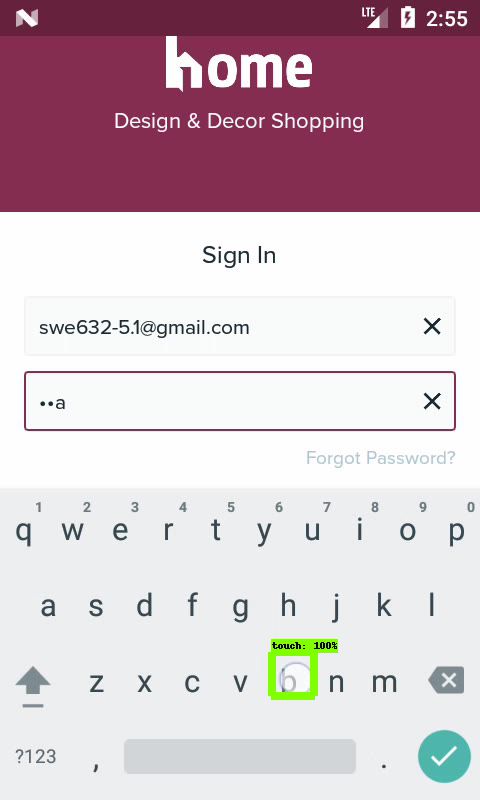 LTE 2:55
home
Design & Decor Shopping
Sign In
swe632-5.1@gmail.com
••a
Forgot Password?
1 2 3 4 5 6 7 8 9 0
q w e r t y u i o p
a s d f g h j k l
touch: 100%
z x c v b n m
?123 , .